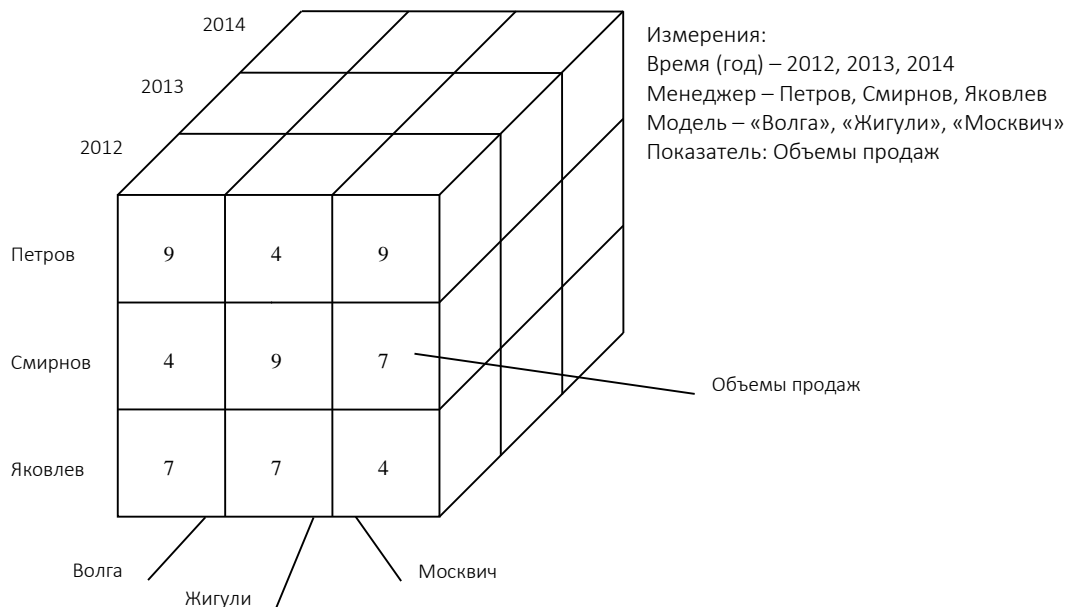 2014
2013
2012
Измерения:
Время (год) – 2012, 2013, 2014
Менеджер – Петров, Смирнов, Яковлев
Модель – «Волга», «Жигули», «Москвич»
Показатель: Объемы продаж
Петров 9 4 9
Смирнов 4 9 7
Объемы продаж
Яковлев 7 7 4
Волга
Жигули
Москвич